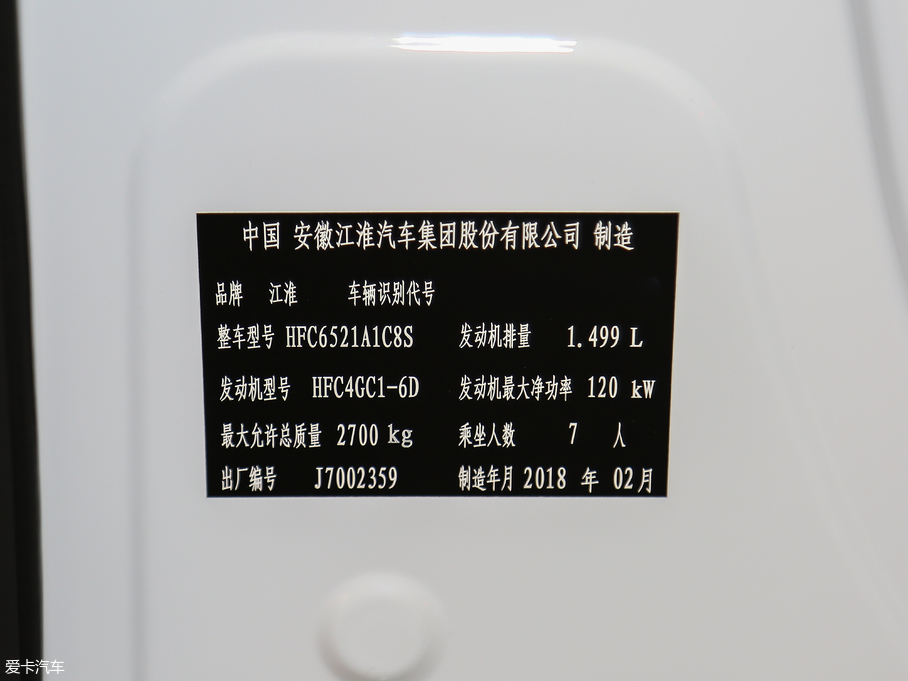 中国 安徽江淮汽车集团股份有限公司 制造
品牌 江淮 车辆识别代号
整车型号 HFC6521A1C8S 发动机排量 1.499 L
发动机型号 HFC4GC1-6D 发动机最大净功率 120 kW
最大允许总质量 2700 kg 乘坐人数 7 人
出厂编号 J7002359 制造年月 2018 年 02月
爱卡汽车